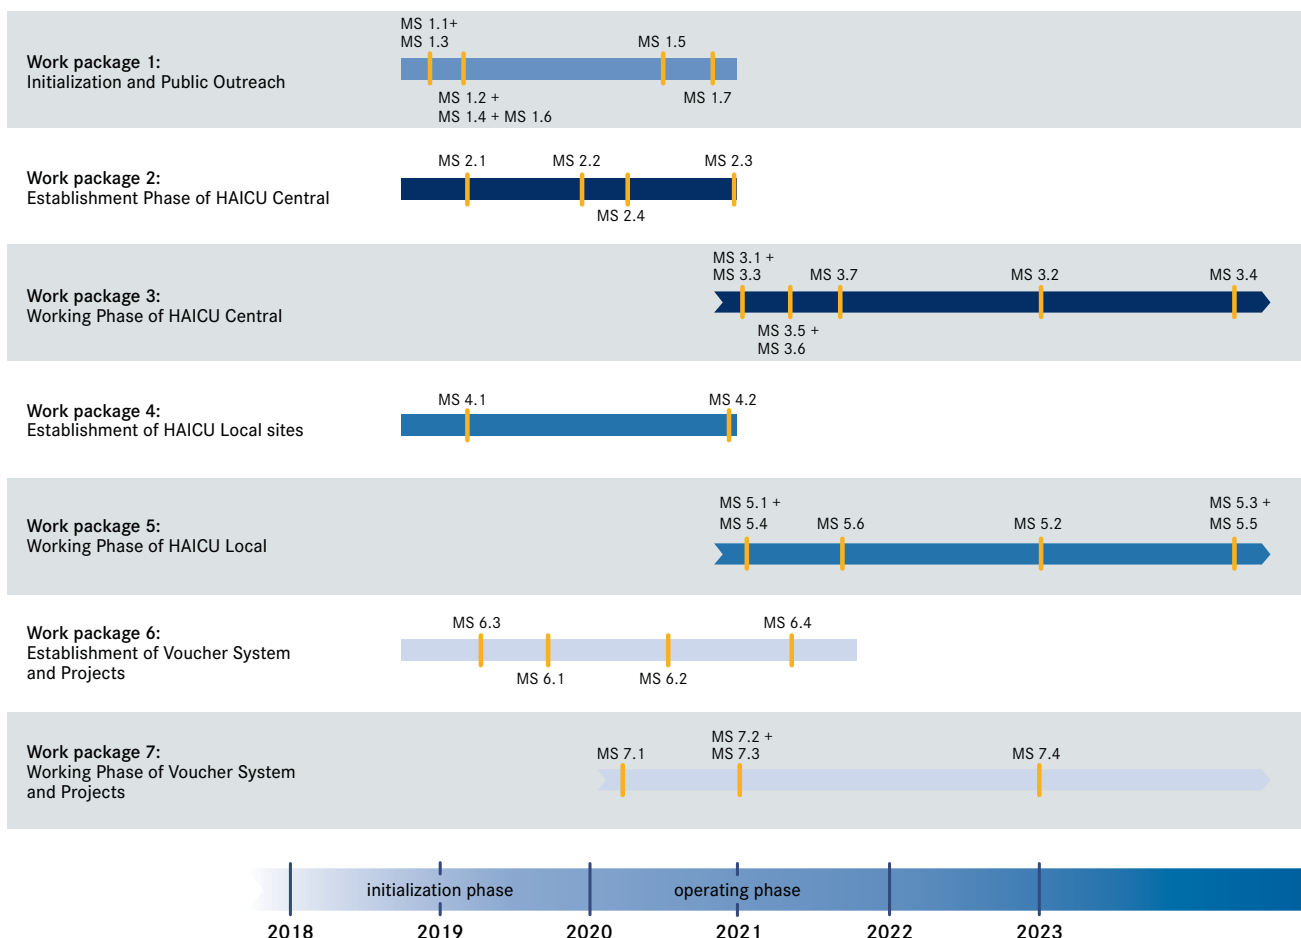 MS 1.1+
MS 1.3
MS 1.5
Work package 1:
Initialization and Public Outreach
MS 1.2 +
MS 1.4 + MS 1.6
MS 1.7
MS 2.1
MS 2.2
MS 2.3
Work package 2:
Establishment Phase of HAICU Central
MS 2.4
MS 3.1 +
MS 3.3
MS 3.7
MS 3.2
MS 3.4
Work package 3:
Working Phase of HAICU Central
MS 3.5 +
MS 3.6
MS 4.1
MS 4.2
Work package 4:
Establishment of HAICU Local sites
MS 5.1 +
MS 5.4
MS 5.6
MS 5.2
MS 5.3 +
MS 5.5
Work package 5:
Working Phase of HAICU Local
MS 6.3
MS 6.4
Work package 6:
Establishment of Voucher System
and Projects
MS 6.1
MS 6.2
MS 7.1
MS 7.2 +
MS 7.3
MS 7.4
Work package 7:
Working Phase of Voucher System
and Projects
initialization phase
operating phase
2018
2019
2020
2021
2022
2023